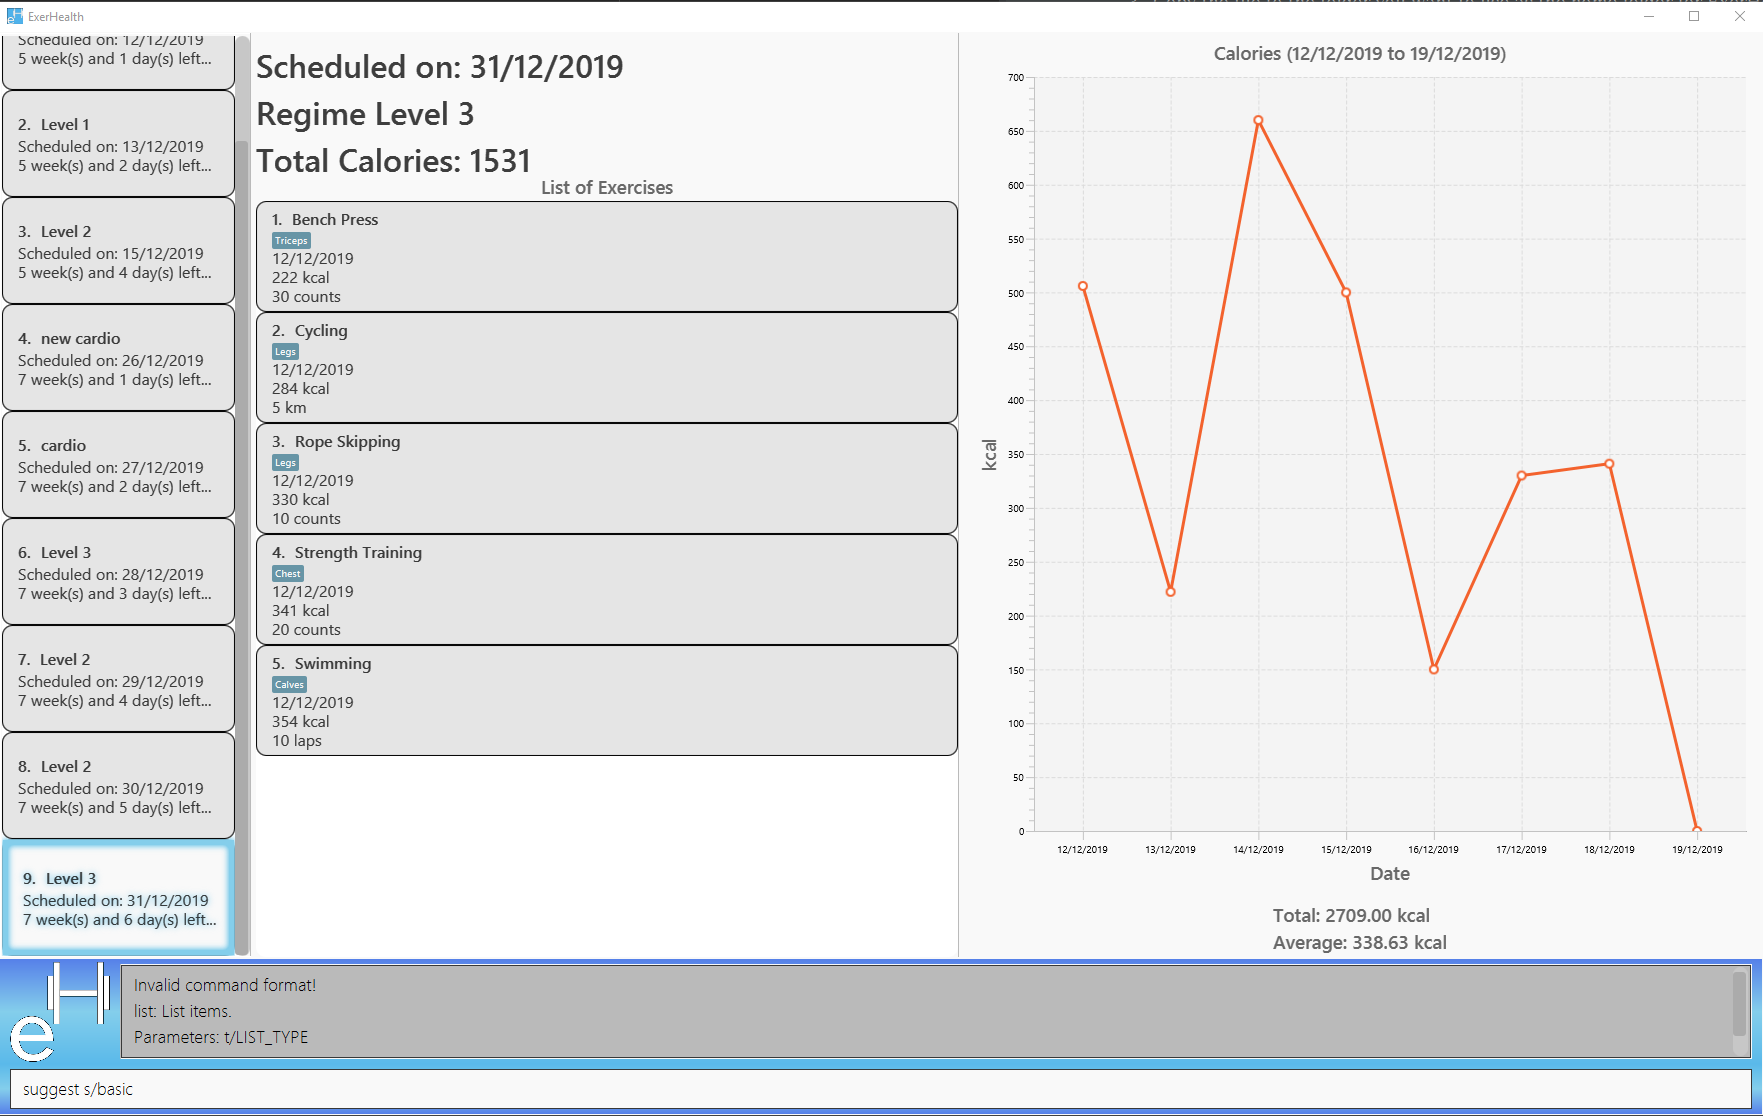 ExerHealth
Scheduled on: 12/12/2019
5 week(s) and 1 day(s) left...
2. Level 1
Scheduled on: 13/12/2019
5 week(s) and 2 day(s) left...
3. Level 2
Scheduled on: 15/12/2019
5 week(s) and 4 day(s) left...
4. new cardio
Scheduled on: 26/12/2019
7 week(s) and 1 day(s) left...
5. cardio
Scheduled on: 27/12/2019
7 week(s) and 2 day(s) left...
6. Level 3
Scheduled on: 28/12/2019
7 week(s) and 3 day(s) left...
7. Level 2
Scheduled on: 29/12/2019
7 week(s) and 4 day(s) left...
8. Level 2
Scheduled on: 30/12/2019
7 week(s) and 5 day(s) left...
9. Level 3
Scheduled on: 31/12/2019
7 week(s) and 6 day(s) left...
Scheduled on: 31/12/2019
Regime Level 3
Total Calories: 1531
List of Exercises
1. Bench Press
Triceps
12/12/2019
222 kcal
30 counts
2. Cycling
Legs
12/12/2019
284 kcal
5 km
3. Rope Skipping
Legs
12/12/2019
330 kcal
10 counts
4. Strength Training
Chest
12/12/2019
341 kcal
20 counts
5. Swimming
Calves
12/12/2019
354 kcal
10 laps
Calories (12/12/2019 to 19/12/2019)
700
650
600
550
500
450
400
350
300
250
200
150
100
50
0
kcal
12/12/2019 13/12/2019 14/12/2019 15/12/2019 16/12/2019 17/12/2019 18/12/2019 19/12/2019
Date
Total: 2709.00 kcal
Average: 338.63 kcal
eH
Invalid command format!
list: List items.
Parameters: t/LIST_TYPE
suggest s/basic